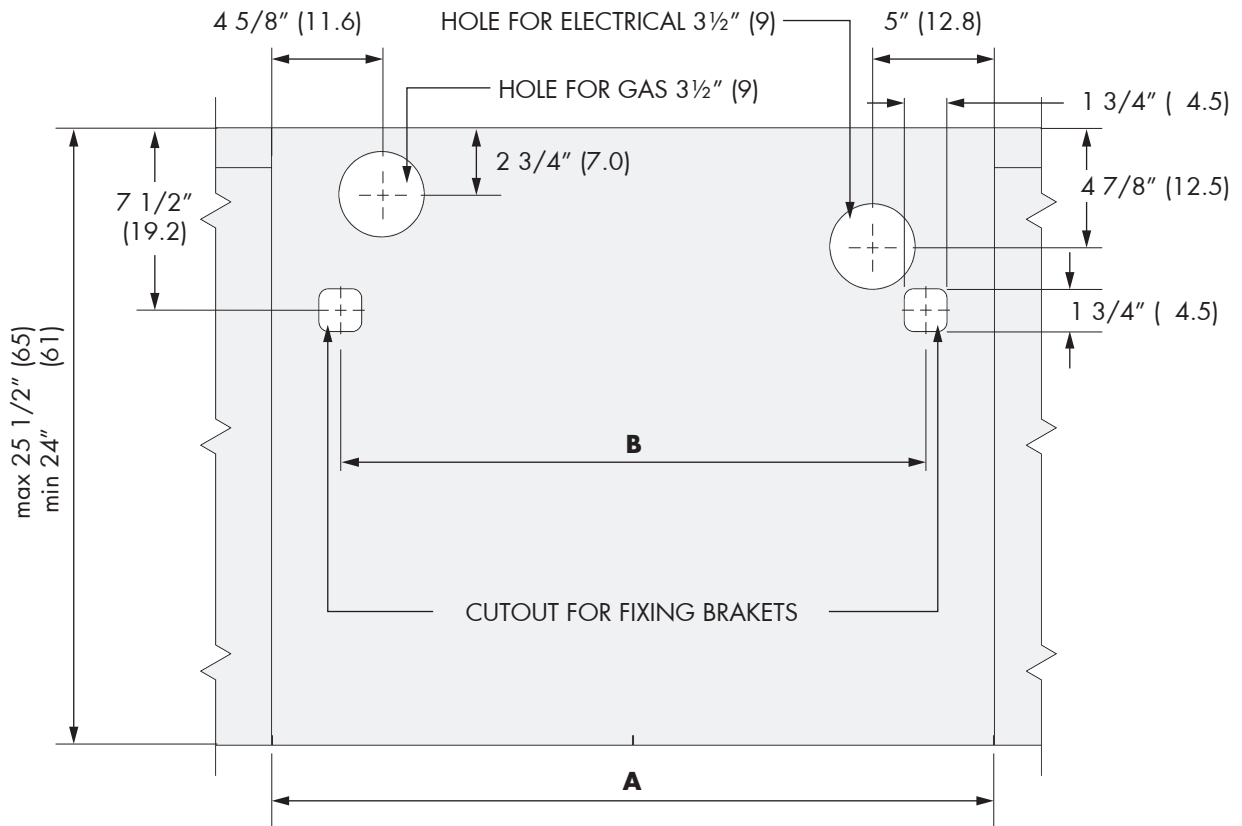 4 5/8” (11.6)
HOLE FOR ELECTRICAL 3½” (9)
5” (12.8)
HOLE FOR GAS 3½” (9)
1 3/4” ( 4.5)
2 3/4” (7.0)
4 7/8” (12.5)
7 1/2”
(19.2)
1 3/4” ( 4.5)
max 25 1/2” (65)
min 24” (61)
B
CUTOUT FOR FIXING BRAKETS
A